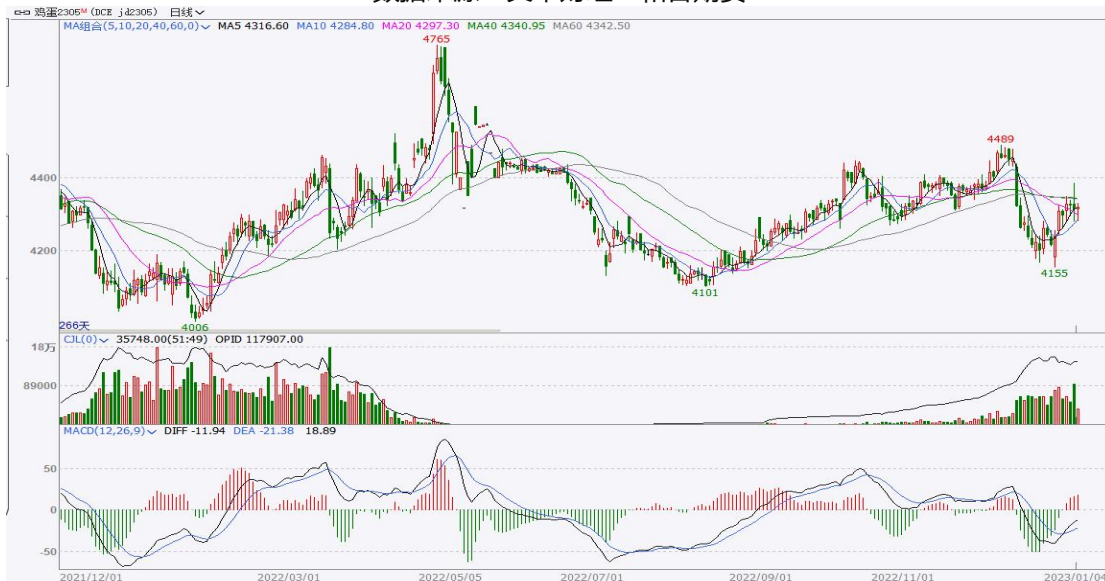 鸡蛋2305M (DCE jd2305) 日线
MA组合(5,10,20,40,60,0) MA5 4316.60 MA10 4284.80 MA20 4297.30 MA40 4340.95 MA60 4342.50
4765
4489
4400
4200
4155
4101
4006
266天
CJL(0) 35748.00(51:49) OPID 117907.00
18万
89000
MACD(12,26,9) DIFF -11.94 DEA -21.38 18.89
50
0
-50
2021/12/01 2022/03/01 2022/05/05 2022/07/01 2022/09/01 2022/11/01 2023/01/04